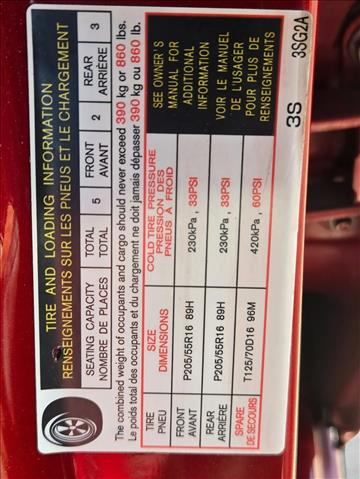 TIRE AND LOADING INFORMATION
RENSEIGNEMENTS SUR LES PNEUS ET LE CHARGEMENT
SEATING CAPACITY TOTAL 5 FRONT 2 REAR 3
NOMBRE DE PLACES TOTAL AVANT ARRIÈRE
The combined weight of occupants and cargo should never exceed 390 kg or 860 lbs.
Le poids total des occupants et du chargement ne doit jamais dépasser 390 kg ou 860 lb.
TIRE SIZE COLD TIRE PRESSURE
PNEU DIMENSIONS PRESSION DES
PNEUS À FROID
FRONT P205/55R16 89H 230kPa, 33PSI
AVANT
REAR P205/55R16 89H 230kPa, 33PSI
ARRIÈRE
SPARE T125/70D16 96M 420kPa, 60PSI
DE SECOURS
SEE OWNER'S
MANUAL FOR
ADDITIONAL
INFORMATION
VOIR LE MANUEL
DE L'USAGER
POUR PLUS DE
RENSEIGNEMENTS
3S 3SG2A